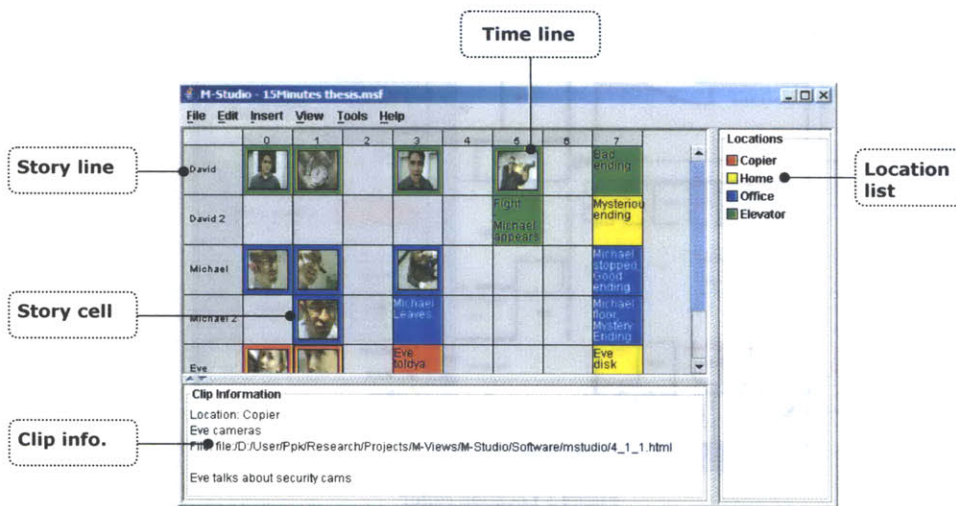 Time line
M-Studio - 15Minutes thesis.msf
File Edit Insert View Tools Help
0 1 2 3 4 5 6 7
Story line
David
Bad ending
David 2
Fight, Michael appears
Mysteriou ending
Michael
Michael stopped, Good ending
Story cell
Michael 2
Michael Leaves
Michael floor, Mystery Ending
Eve
Eve toldya
Eve disk
Locations
Copier
Home
Office
Elevator
Location list
Clip Information
Location: Copier
Eve cameras
Clip info.
File: file:/D:/User/Ppk/Research/Projects/M-Views/M-Studio/Software/mstudio/4_1_1.html
Eve talks about security cams